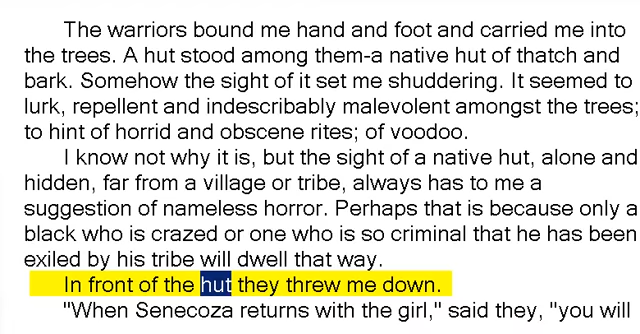 The warriors bound me hand and foot and carried me into
the trees. A hut stood among them-a native hut of thatch and
bark. Somehow the sight of it set me shuddering. It seemed to
lurk, repellent and indescribably malevolent amongst the trees;
to hint of horrid and obscene rites; of voodoo.
I know not why it is, but the sight of a native hut, alone and
hidden, far from a village or tribe, always has to me a
suggestion of nameless horror. Perhaps that is because only a
black who is crazed or one who is so criminal that he has been
exiled by his tribe will dwell that way.
In front of the hut they threw me down.
"When Senecoza returns with the girl," said they, "you will